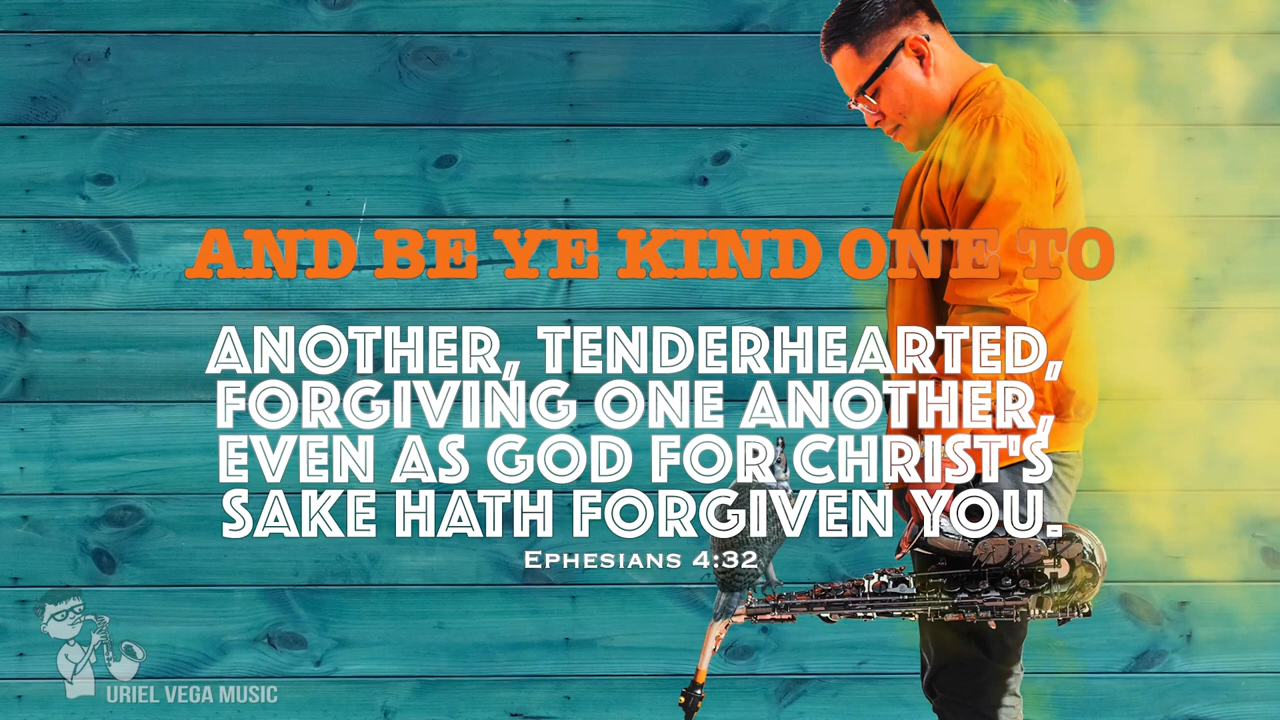 AND BE YE KIND ONE TO
ANOTHER, TENDERHEARTED,
FORGIVING ONE ANOTHER,
EVEN AS GOD FOR CHRIST'S
SAKE HATH FORGIVEN YOU.
EPHESIANS 4:32
URIEL VEGA MUSIC